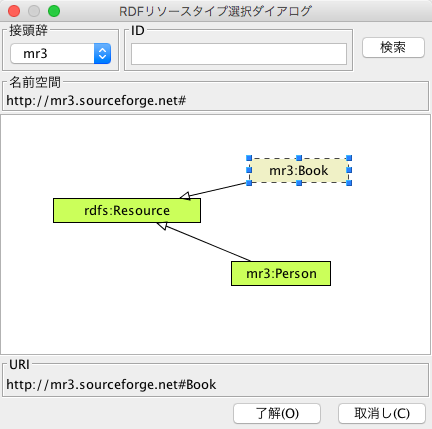 RDFリソースタイプ選択ダイアログ
接頭辞
mr3
ID
検索
名前空間
http://mr3.sourceforge.net#
mr3:Book
rdfs:Resource
mr3:Person
URI
http://mr3.sourceforge.net#Book
了解(O)
取消し(C)